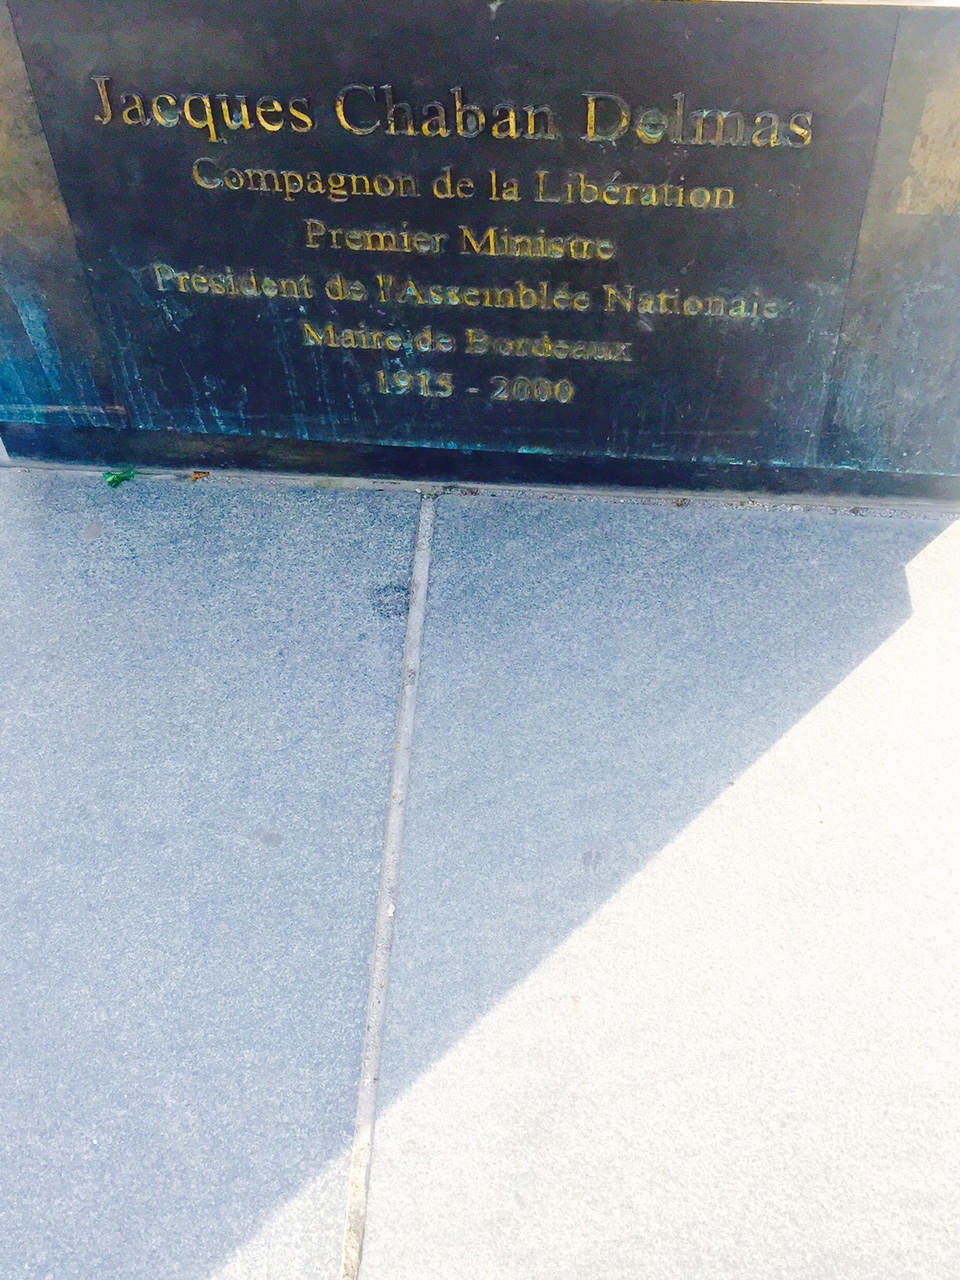 Jacques Chaban Delmas
Compagnon de la Libération
Premier Ministre
Président de l'Assemblée Nationale
Maire de Bordeaux
1915 - 2000